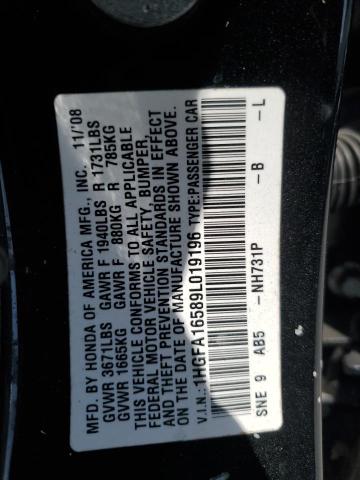 MFD. BY HONDA OF AMERICA MFG., INC. 11/'08
GVWR 3671LBS GAWR F 1940LBS R 1731LBS
GVWR 1665KG GAWR F 880KG R 785KG
THIS VEHICLE CONFORMS TO ALL APPLICABLE
FEDERAL MOTOR VEHICLE SAFETY, BUMPER,
AND THEFT PREVENTION STANDARDS IN EFFECT
ON THE DATE OF MANUFACTURE SHOWN ABOVE.
V.I.N.: 1HGFA16589L019196 TYPE:PASSENGER CAR
SNE 9 AB5 -NH731P -B -L